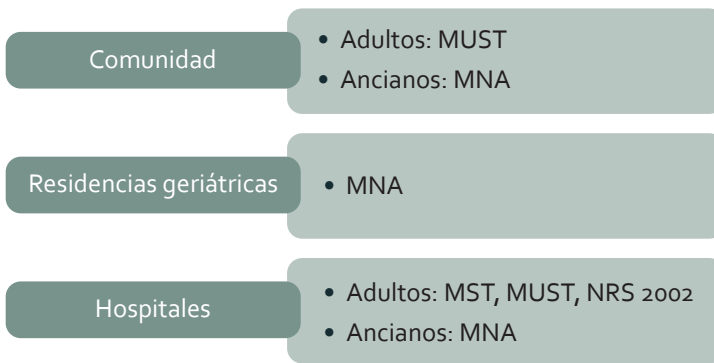 Comunidad
• Adultos: MUST
• Ancianos: MNA
Residencias geriátricas
• MNA
Hospitales
• Adultos: MST, MUST, NRS 2002
• Ancianos: MNA